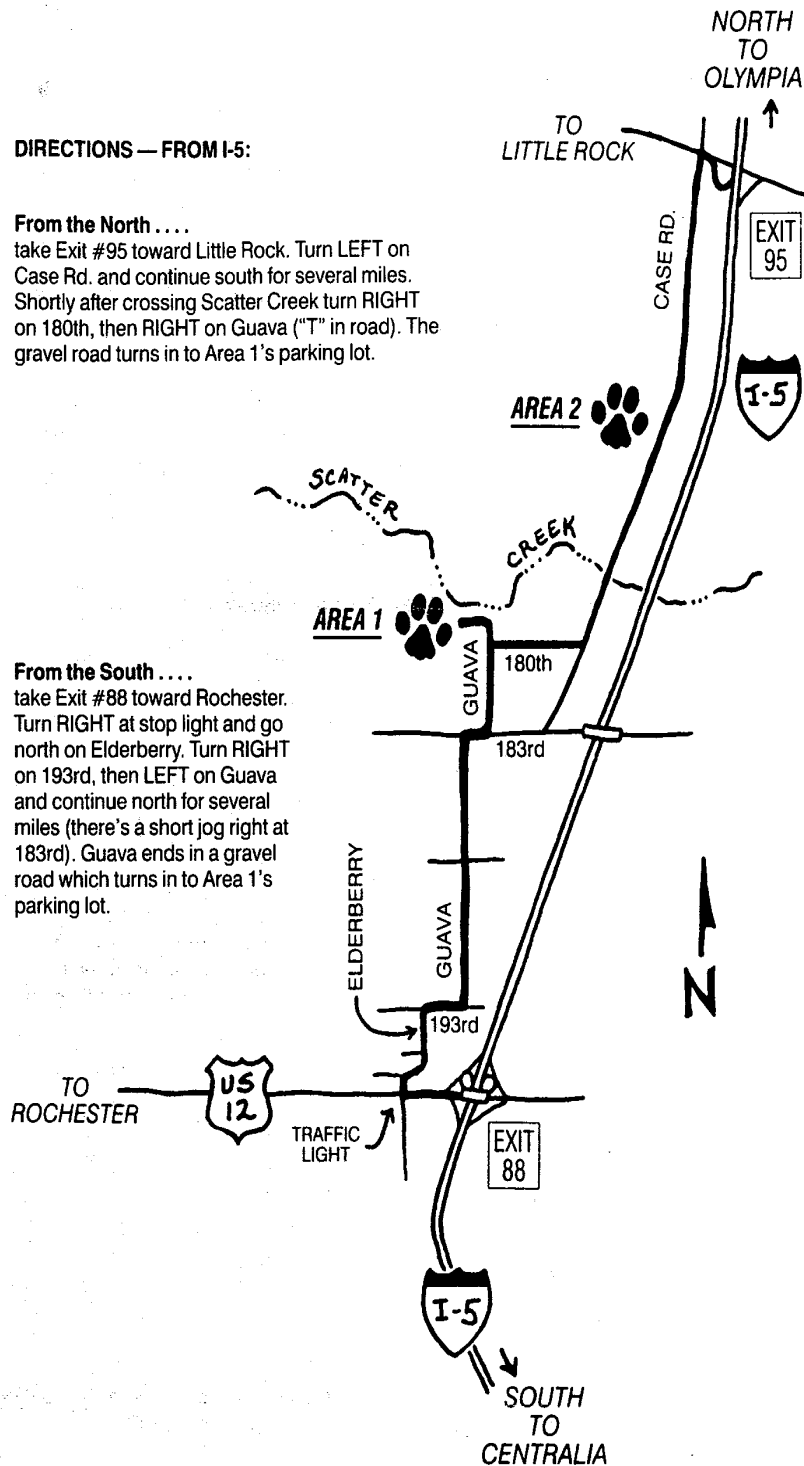 NORTH
TO
OLYMPIA
TO
LITTLE ROCK
DIRECTIONS — FROM I-5:
From the North . . . .
take Exit #95 toward Little Rock. Turn LEFT on
Case Rd. and continue south for several miles.
Shortly after crossing Scatter Creek turn RIGHT
on 180th, then RIGHT on Guava ("T" in road). The
gravel road turns in to Area 1's parking lot.
CASE RD.
EXIT
95
I-5
AREA 2
SCATTER
CREEK
AREA 1
GUAVA
180th
183rd
From the South . . . .
take Exit #88 toward Rochester.
Turn RIGHT at stop light and go
north on Elderberry. Turn RIGHT
on 193rd, then LEFT on Guava
and continue north for several
miles (there's a short jog right at
183rd). Guava ends in a gravel
road which turns in to Area 1's
parking lot.
ELDERBERRY
GUAVA
N
193rd
TO
ROCHESTER
US
12
TRAFFIC
LIGHT
EXIT
88
I-5
SOUTH
TO
CENTRALIA